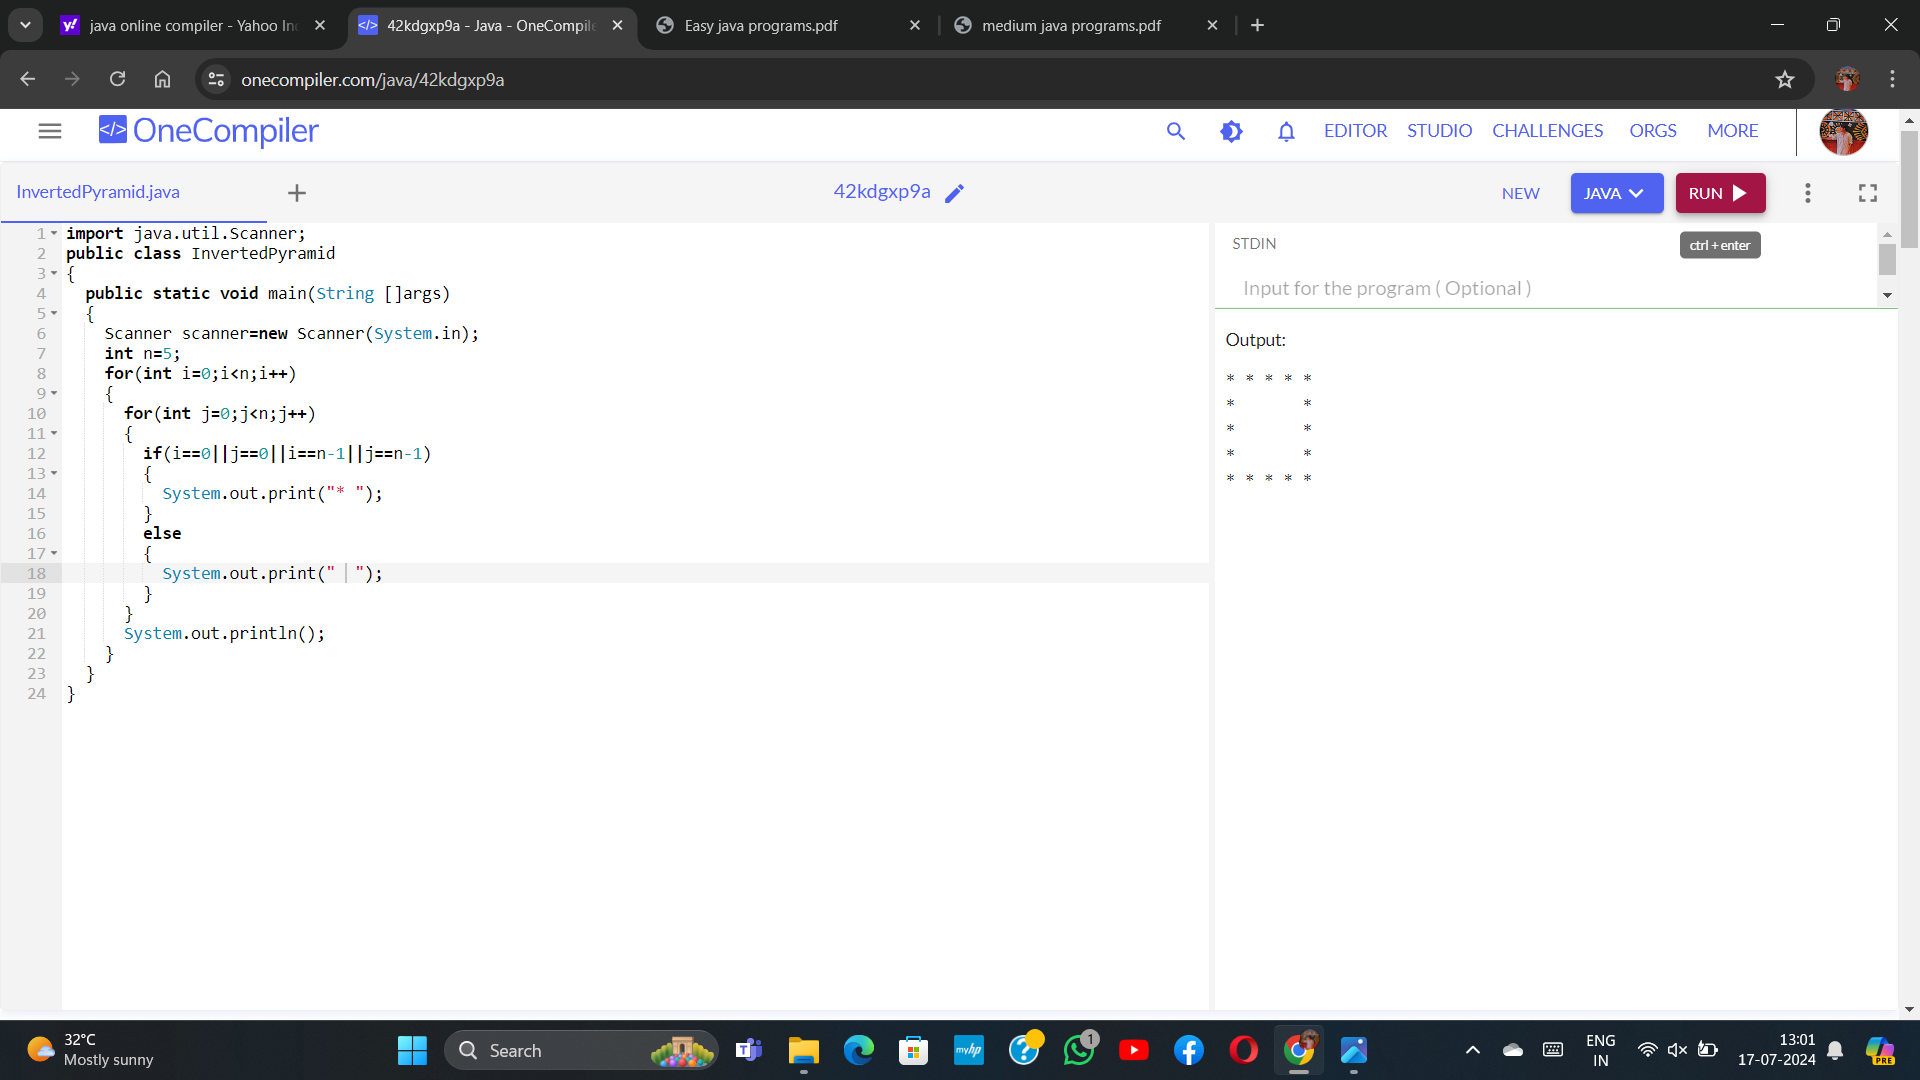 java online compiler - Yahoo In
42kdgxp9a - Java - OneCompile
Easy java programs.pdf
medium java programs.pdf
onecompiler.com/java/42kdgxp9a
</> OneCompiler
EDITOR STUDIO CHALLENGES ORGS MORE
InvertedPyramid.java
42kdgxp9a
NEW JAVA RUN
ctrl+enter
1 import java.util.Scanner;
2 public class InvertedPyramid
3 {
4 public static void main(String []args)
5 {
6 Scanner scanner=new Scanner(System.in);
7 int n=5;
8 for(int i=0;i<n;i++)
9 {
10 for(int j=0;j<n;j++)
11 {
12 if(i==0||j==0||i==n-1||j==n-1)
13 {
14 System.out.print("* ");
15 }
16 else
17 {
18 System.out.print("  ");
19 }
20 }
21 System.out.println();
22 }
23 }
24 }
STDIN
Input for the program ( Optional )
Output:
* * * * *
*       *
*       *
*       *
* * * * *
32°C
Mostly sunny
Search
myhp
1
ENG
IN
13:01
17-07-2024
PRE